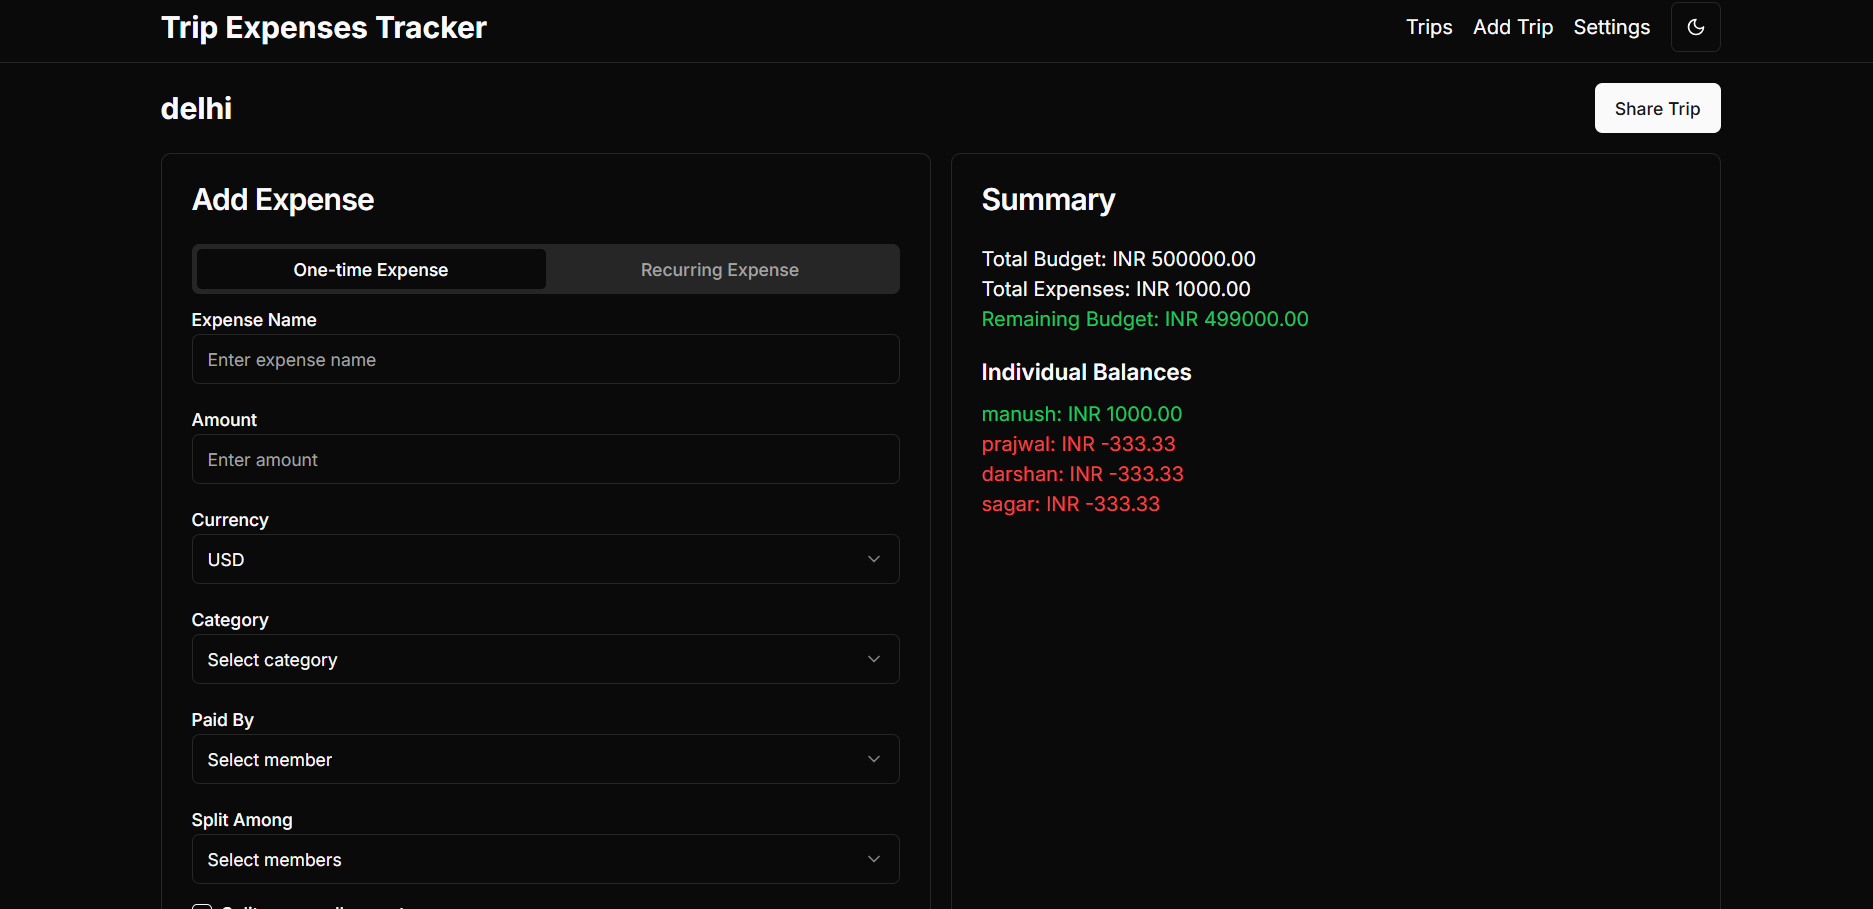 Trip Expenses Tracker
Trips Add Trip Settings
delhi
Share Trip
Add Expense
One-time Expense Recurring Expense
Expense Name
Enter expense name
Amount
Enter amount
Currency
USD
Category
Select category
Paid By
Select member
Split Among
Select members
Summary
Total Budget: INR 500000.00
Total Expenses: INR 1000.00
Remaining Budget: INR 499000.00
Individual Balances
manush: INR 1000.00
prajwal: INR -333.33
darshan: INR -333.33
sagar: INR -333.33